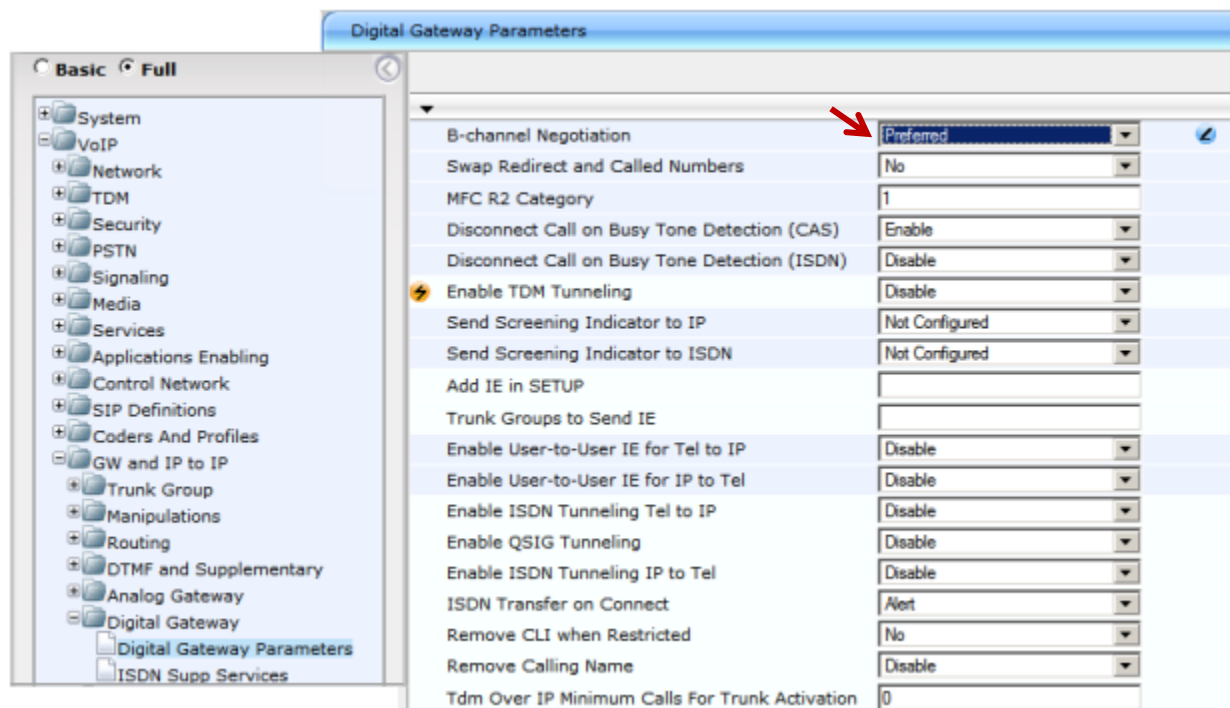 Digital Gateway Parameters
Basic Full
System
VoIP
Network
TDM
Security
PSTN
Signaling
Media
Services
Applications Enabling
Control Network
SIP Definitions
Coders And Profiles
GW and IP to IP
Trunk Group
Manipulations
Routing
DTMF and Supplementary
Analog Gateway
Digital Gateway
Digital Gateway Parameters
ISDN Supp Services
B-channel Negotiation Preferred
Swap Redirect and Called Numbers No
MFC R2 Category 1
Disconnect Call on Busy Tone Detection (CAS) Enable
Disconnect Call on Busy Tone Detection (ISDN) Disable
Enable TDM Tunneling Disable
Send Screening Indicator to IP Not Configured
Send Screening Indicator to ISDN Not Configured
Add IE in SETUP
Trunk Groups to Send IE
Enable User-to-User IE for Tel to IP Disable
Enable User-to-User IE for IP to Tel Disable
Enable ISDN Tunneling Tel to IP Disable
Enable QSIG Tunneling Disable
Enable ISDN Tunneling IP to Tel Disable
ISDN Transfer on Connect Alert
Remove CLI when Restricted No
Remove Calling Name Disable
Tdm Over IP Minimum Calls For Trunk Activation 0